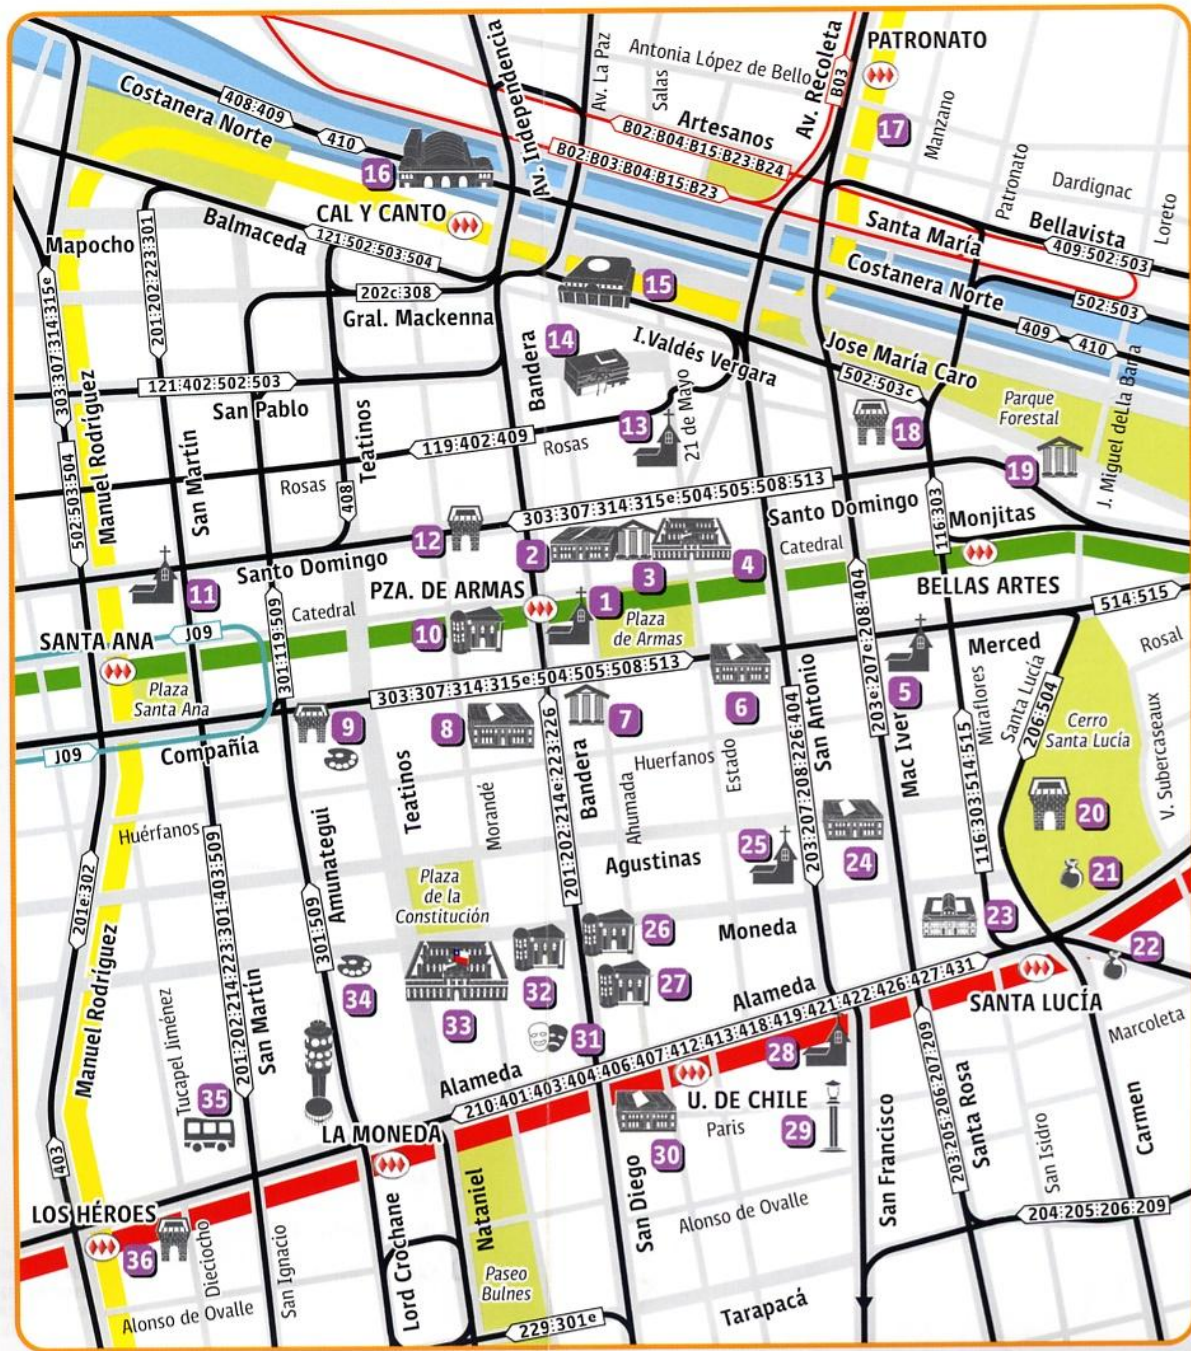 PATRONATO
Antonia López de Bello
Av. La Paz
Salas
Av. Recoleta
B03
Av. Independencia
Costanera Norte
408:409
410
Artesanos
B02:B04:B15:B23:B24
B02:B03:B04:B15:B23
17
Manzano
Patronato
Dardignac
Loreto
16
CAL Y CANTO
Balmaceda
121:502:503:504
Mapocho
201:202:223:301
303:307:314:315e
202c:308
Gral. Mackenna
15
Santa María
Bellavista
409:502:503
Costanera Norte
502:503
409
410
14
Bandera
I.Valdés Vergara
Jose María Caro
502:503c
Parque
Forestal
J. Miguel deLla Barra
121:402:502:503
San Pablo
Manuel Rodríguez
Teatinos
119:402:409
Rosas
13
21 de Mayo
18
19
502:503:504
San Martín
Rosas
408
303:307:314:315e:504:505:508:513
Santo Domingo
116:303
Monjitas
12
2
3
4
Catedral
Santo Domingo
11
PZA. DE ARMAS
BELLAS ARTES
Catedral
301:119:509
10
1
Plaza
de Armas
203e:207e:208:404
514:515
SANTA ANA
J09
Plaza
Santa Ana
303:307:314:315e:504:505:508:513
5
Merced
Rosal
J09
Compañía
9
8
7
6
San Antonio
Mac Iver
Miraflores
Santa Lucía
206:504
Cerro
Santa Lucía
V. Subercaseaux
Teatinos
Morandé
201:202:214e:223:226
Bandera
Ahumada
Huerfanos
Estado
203:207:208:226:404
116:303:514:515
Huérfanos
Amunategui
Agustinas
25
24
20
21
201e:302
201:202:214:223:301:403:509
301:509
Plaza
de la
Constitución
26
Moneda
23
22
Manuel Rodríguez
San Martín
34
33
32
27
Alameda
SANTA LUCÍA
Marcoleta
Tucapel Jiménez
31
28
210:401:403:404:406:407:412:413:418:419:421:422:426:427:431
Alameda
35
U. DE CHILE
Paris
29
30
203:205:206:207:209
Santa Rosa
San Isidro
Carmen
403
LA MONEDA
LOS HÉROES
36
Dieciocho
San Ignacio
Lord Crochane
Nataniel
San Diego
Alonso de Ovalle
San Francisco
204:205:206:209
Alonso de Ovalle
Paseo
Bulnes
229:301e
Tarapacá